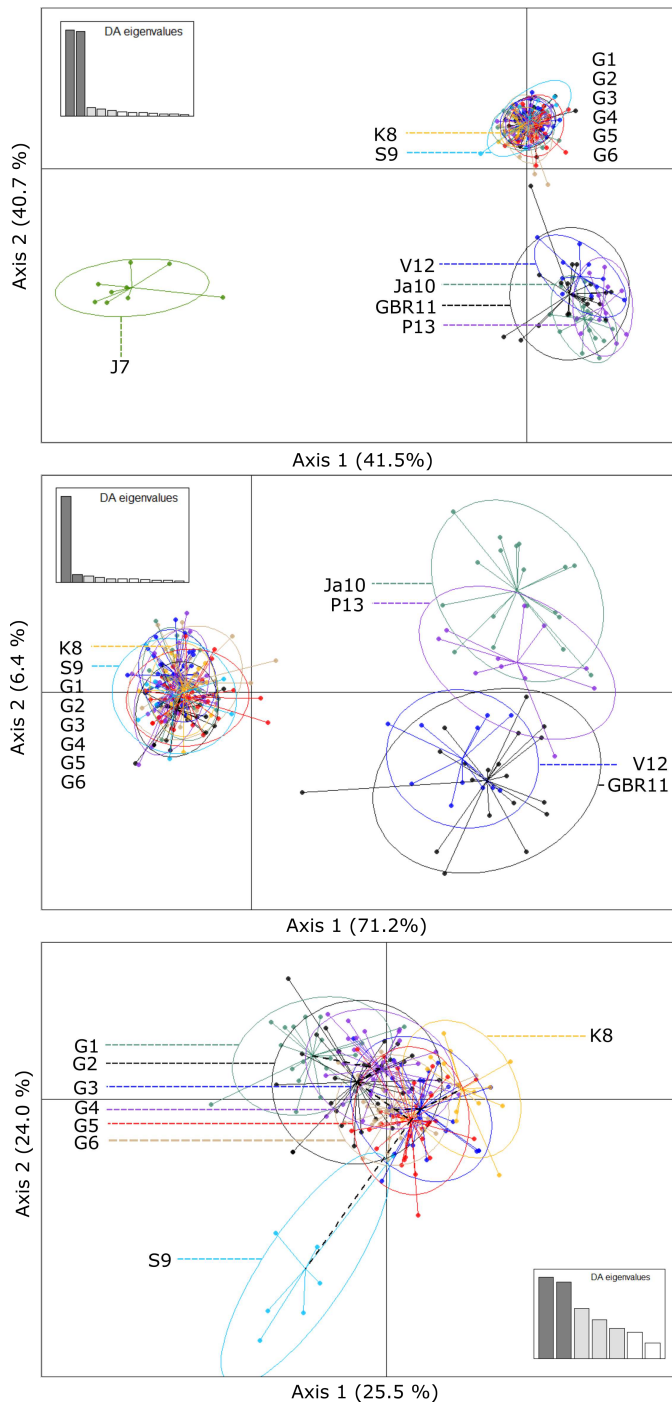 DA eigenvalues
G1
G2
G3
G4
G5
G6
K8
S9
Axis 2 (40.7 %)
V12
Ja10
GBR11
P13
J7
Axis 1 (41.5%)
DA eigenvalues
Ja10
P13
K8
S9
G1
G2
G3
G4
G5
G6
Axis 2 (6.4 %)
V12
GBR11
Axis 1 (71.2%)
K8
G1
G2
G3
G4
G5
G6
Axis 2 (24.0 %)
S9
DA eigenvalues
Axis 1 (25.5 %)